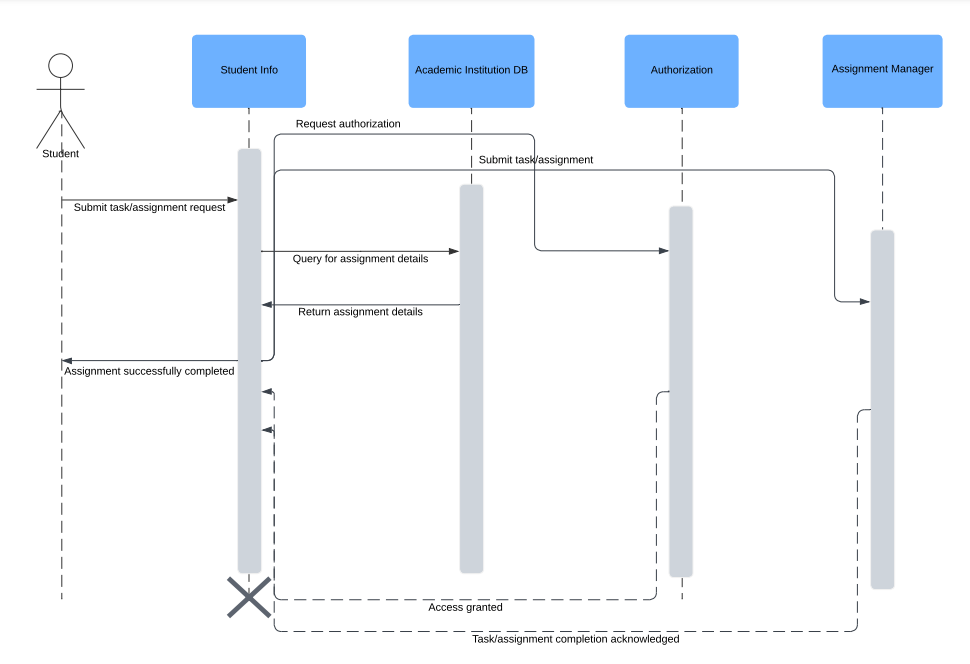 Student Info
Academic Institution DB
Authorization
Assignment Manager
Request authorization
Student
Submit task/assignment
Submit task/assignment request
Query for assignment details
Return assignment details
Assignment successfully completed
Access granted
Task/assignment completion acknowledged